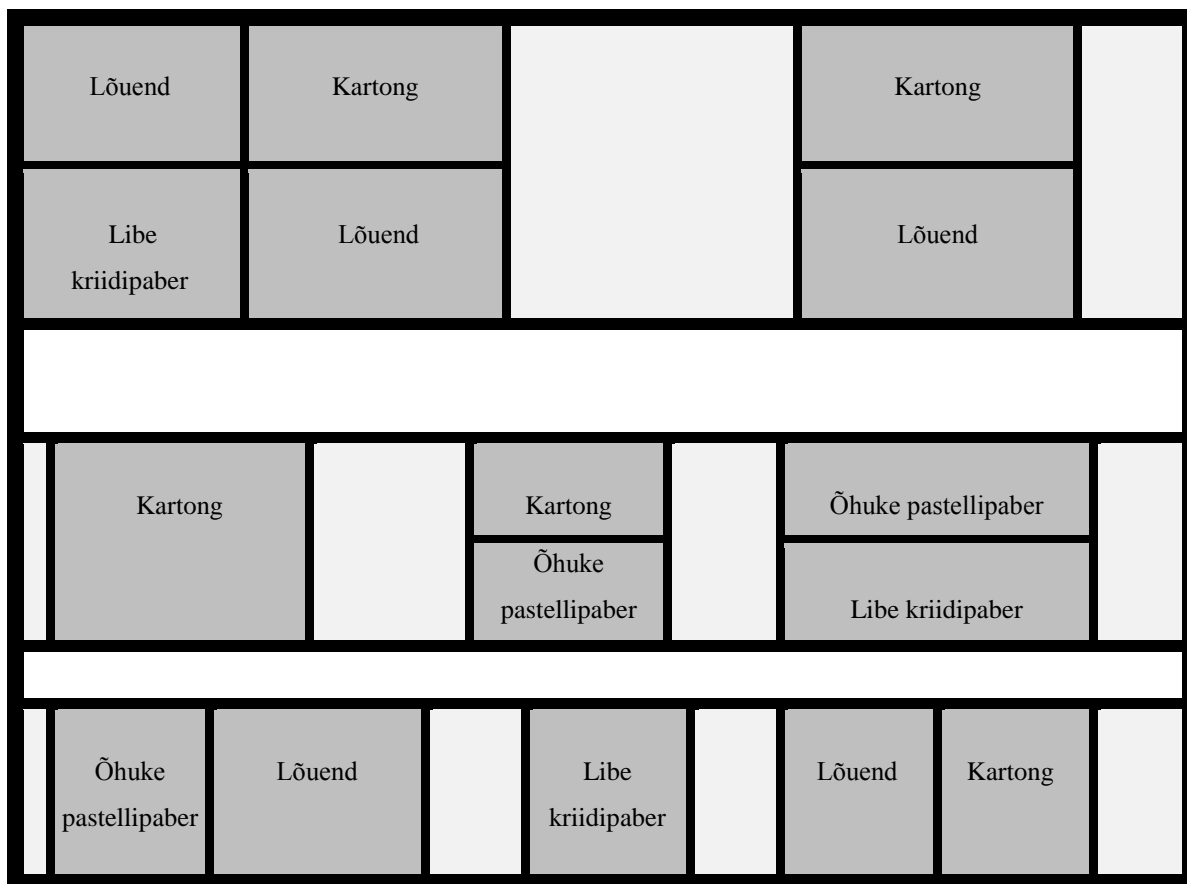 Lõuend
Kartong
Kartong
Libe
kriidipaber
Lõuend
Lõuend
Kartong
Kartong
Õhuke pastellipaber
Õhuke
pastellipaber
Libe kriidipaber
Õhuke
pastellipaber
Lõuend
Libe
kriidipaber
Lõuend
Kartong